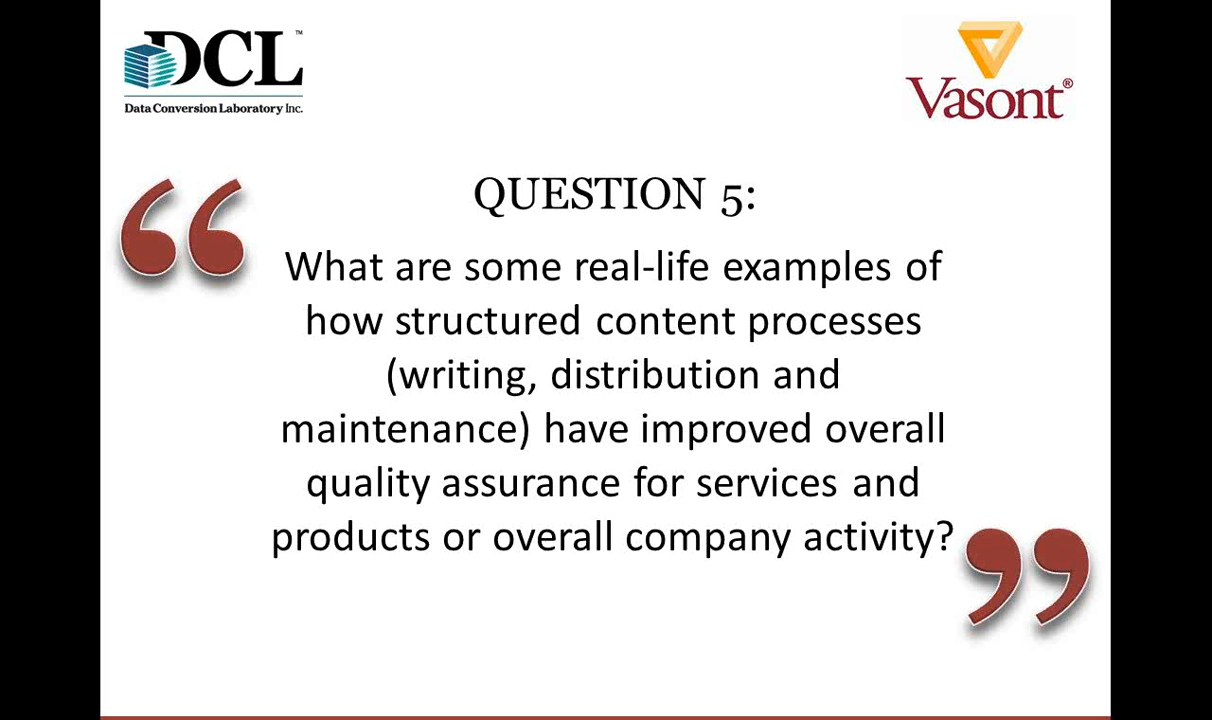 DCL™
Data Conversion Laboratory Inc.
Vasont®
“
QUESTION 5:
What are some real-life examples of
how structured content processes
(writing, distribution and
maintenance) have improved overall
quality assurance for services and
products or overall company activity?
”